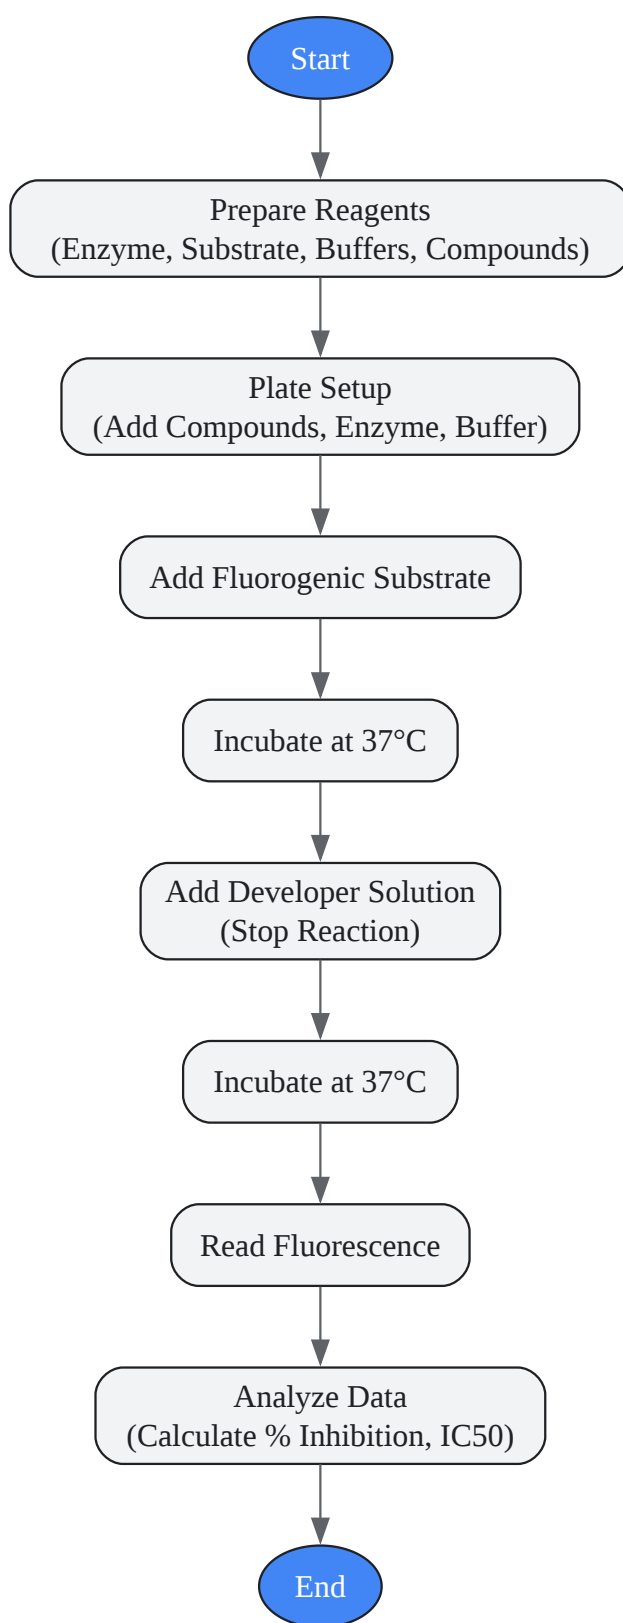 Start
Prepare Reagents
(Enzyme, Substrate, Buffers, Compounds)
Plate Setup
(Add Compounds, Enzyme, Buffer)
Add Fluorogenic Substrate
Incubate at 37°C
Add Developer Solution
(Stop Reaction)
Incubate at 37°C
Read Fluorescence
Analyze Data
(Calculate % Inhibition, IC50)
End